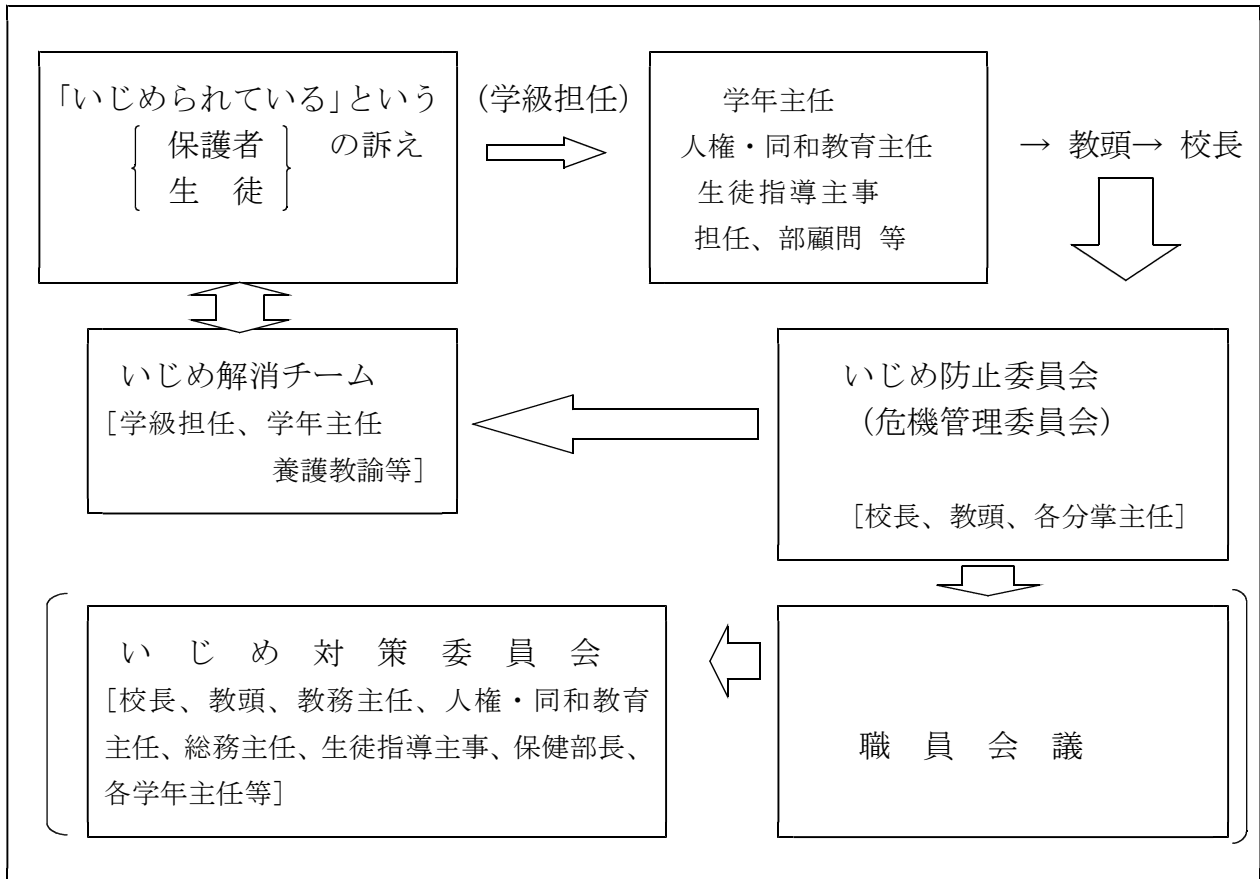 「いじめられている」という
保護者
生　徒
の訴え
(学級担任)
学年主任
人権・同和教育主任
生徒指導主事
担任、部顧問 等
→ 教頭→ 校長
いじめ解消チーム
[学級担任、学年主任
養護教諭等]
いじめ防止委員会
(危機管理委員会)
[校長、教頭、各分掌主任]
い じ め 対 策 委 員 会
[校長、教頭、教務主任、人権・同和教育
主任、総務主任、生徒指導主事、保健部長、
各学年主任等]
職 員 会 議